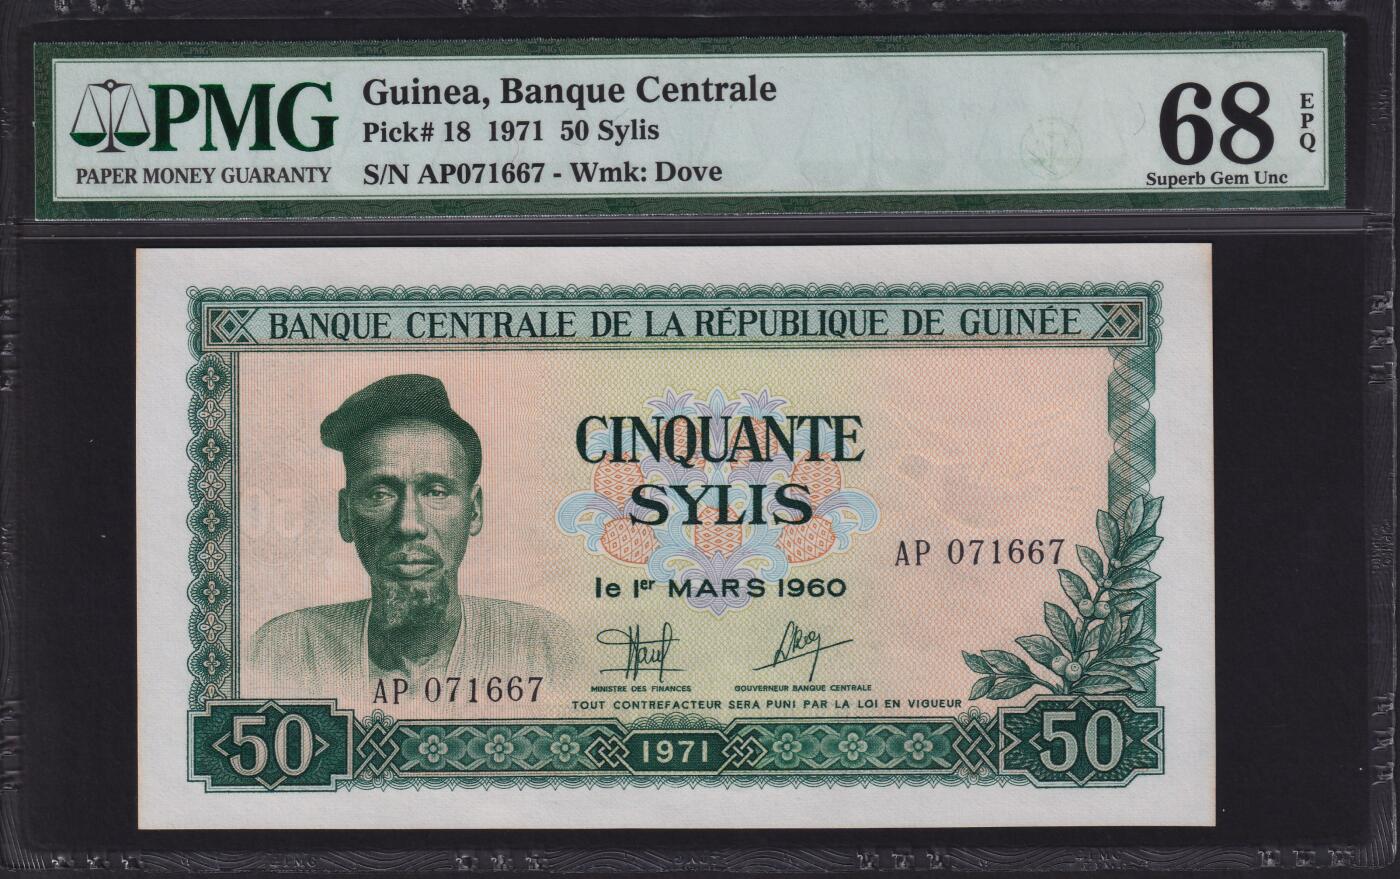 PMG
PAPER MONEY GUARANTY
Guinea, Banque Centrale
Pick# 18 1971 50 Sylis
S/N AP071667 - Wmk: Dove
68
EPQ
Superb Gem Unc
BANQUE CENTRALE DE LA RÉPUBLIQUE DE GUINÉE
CINQUANTE
SYLIS
AP 071667
le 1er MARS 1960
MINISTRE DES FINANCES
GOUVERNEUR BANQUE CENTRALE
AP 071667
TOUT CONTREFACTEUR SERA PUNI PAR LA LOI EN VIGUEUR
50
1971
50